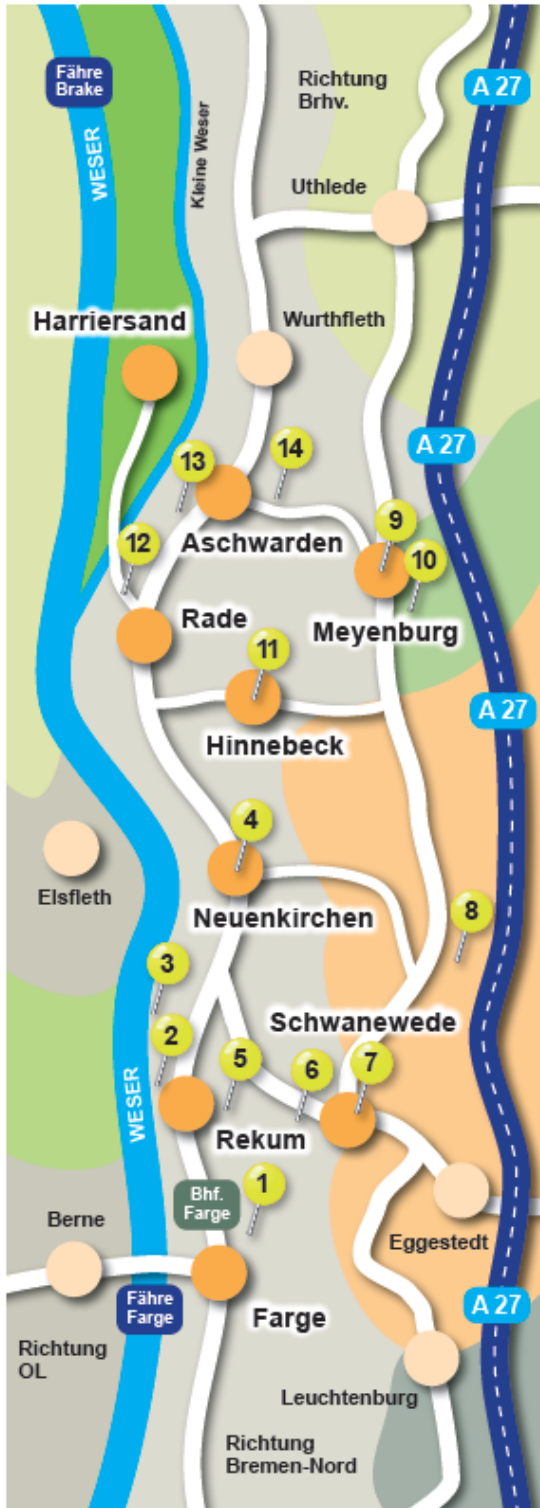 Fähre
Brake
Richtung
Brhv.
A 27
WESER
Kleine Weser
Uthlede
Harriersand
Wurthfleth
A 27
13
14
Aschwarden
9
12
10
Rade
Meyenburg
11
A 27
Hinnebeck
4
Elsfleth
Neuenkirchen
8
3
Schwanewede
2
5
6
7
WESER
Rekum
1
Bhf.
Farge
Berne
Eggestedt
Fähre
Farge
Farge
A 27
Richtung
OL
Leuchtenburg
Richtung
Bremen-Nord